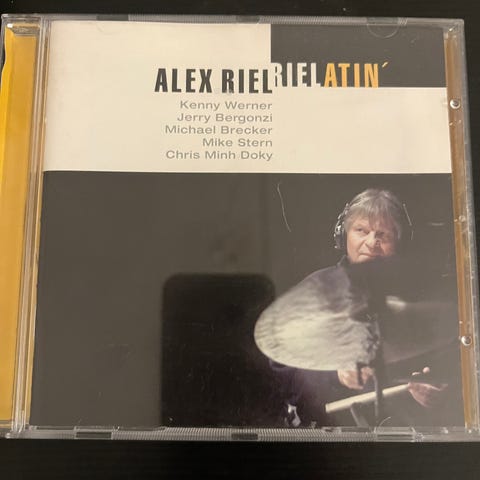 ALEX RIEL RIELATIN´
Kenny Werner
Jerry Bergonzi
Michael Brecker
Mike Stern
Chris Minh Doky